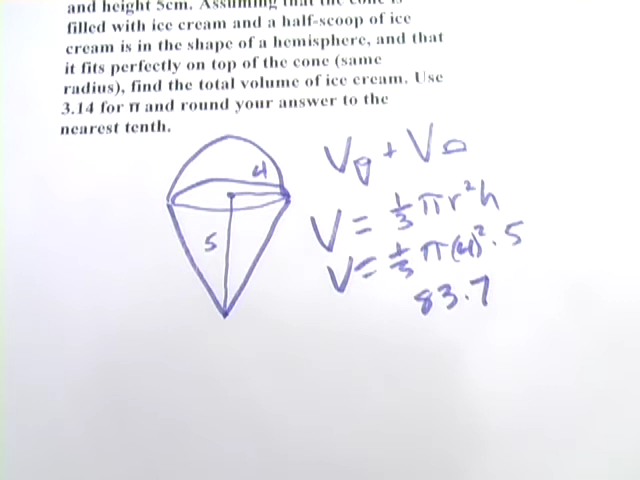 and height 5cm. Assuming that the cone is
filled with ice cream and a half-scoop of ice
cream is in the shape of a hemisphere, and that
it fits perfectly on top of the cone (same
radius), find the total volume of ice cream. Use
3.14 for π and round your answer to the
nearest tenth.
4
5
V▽ + V⌓
V = 1/3 πr²h
V = 1/3 π(4)² · 5
83.7